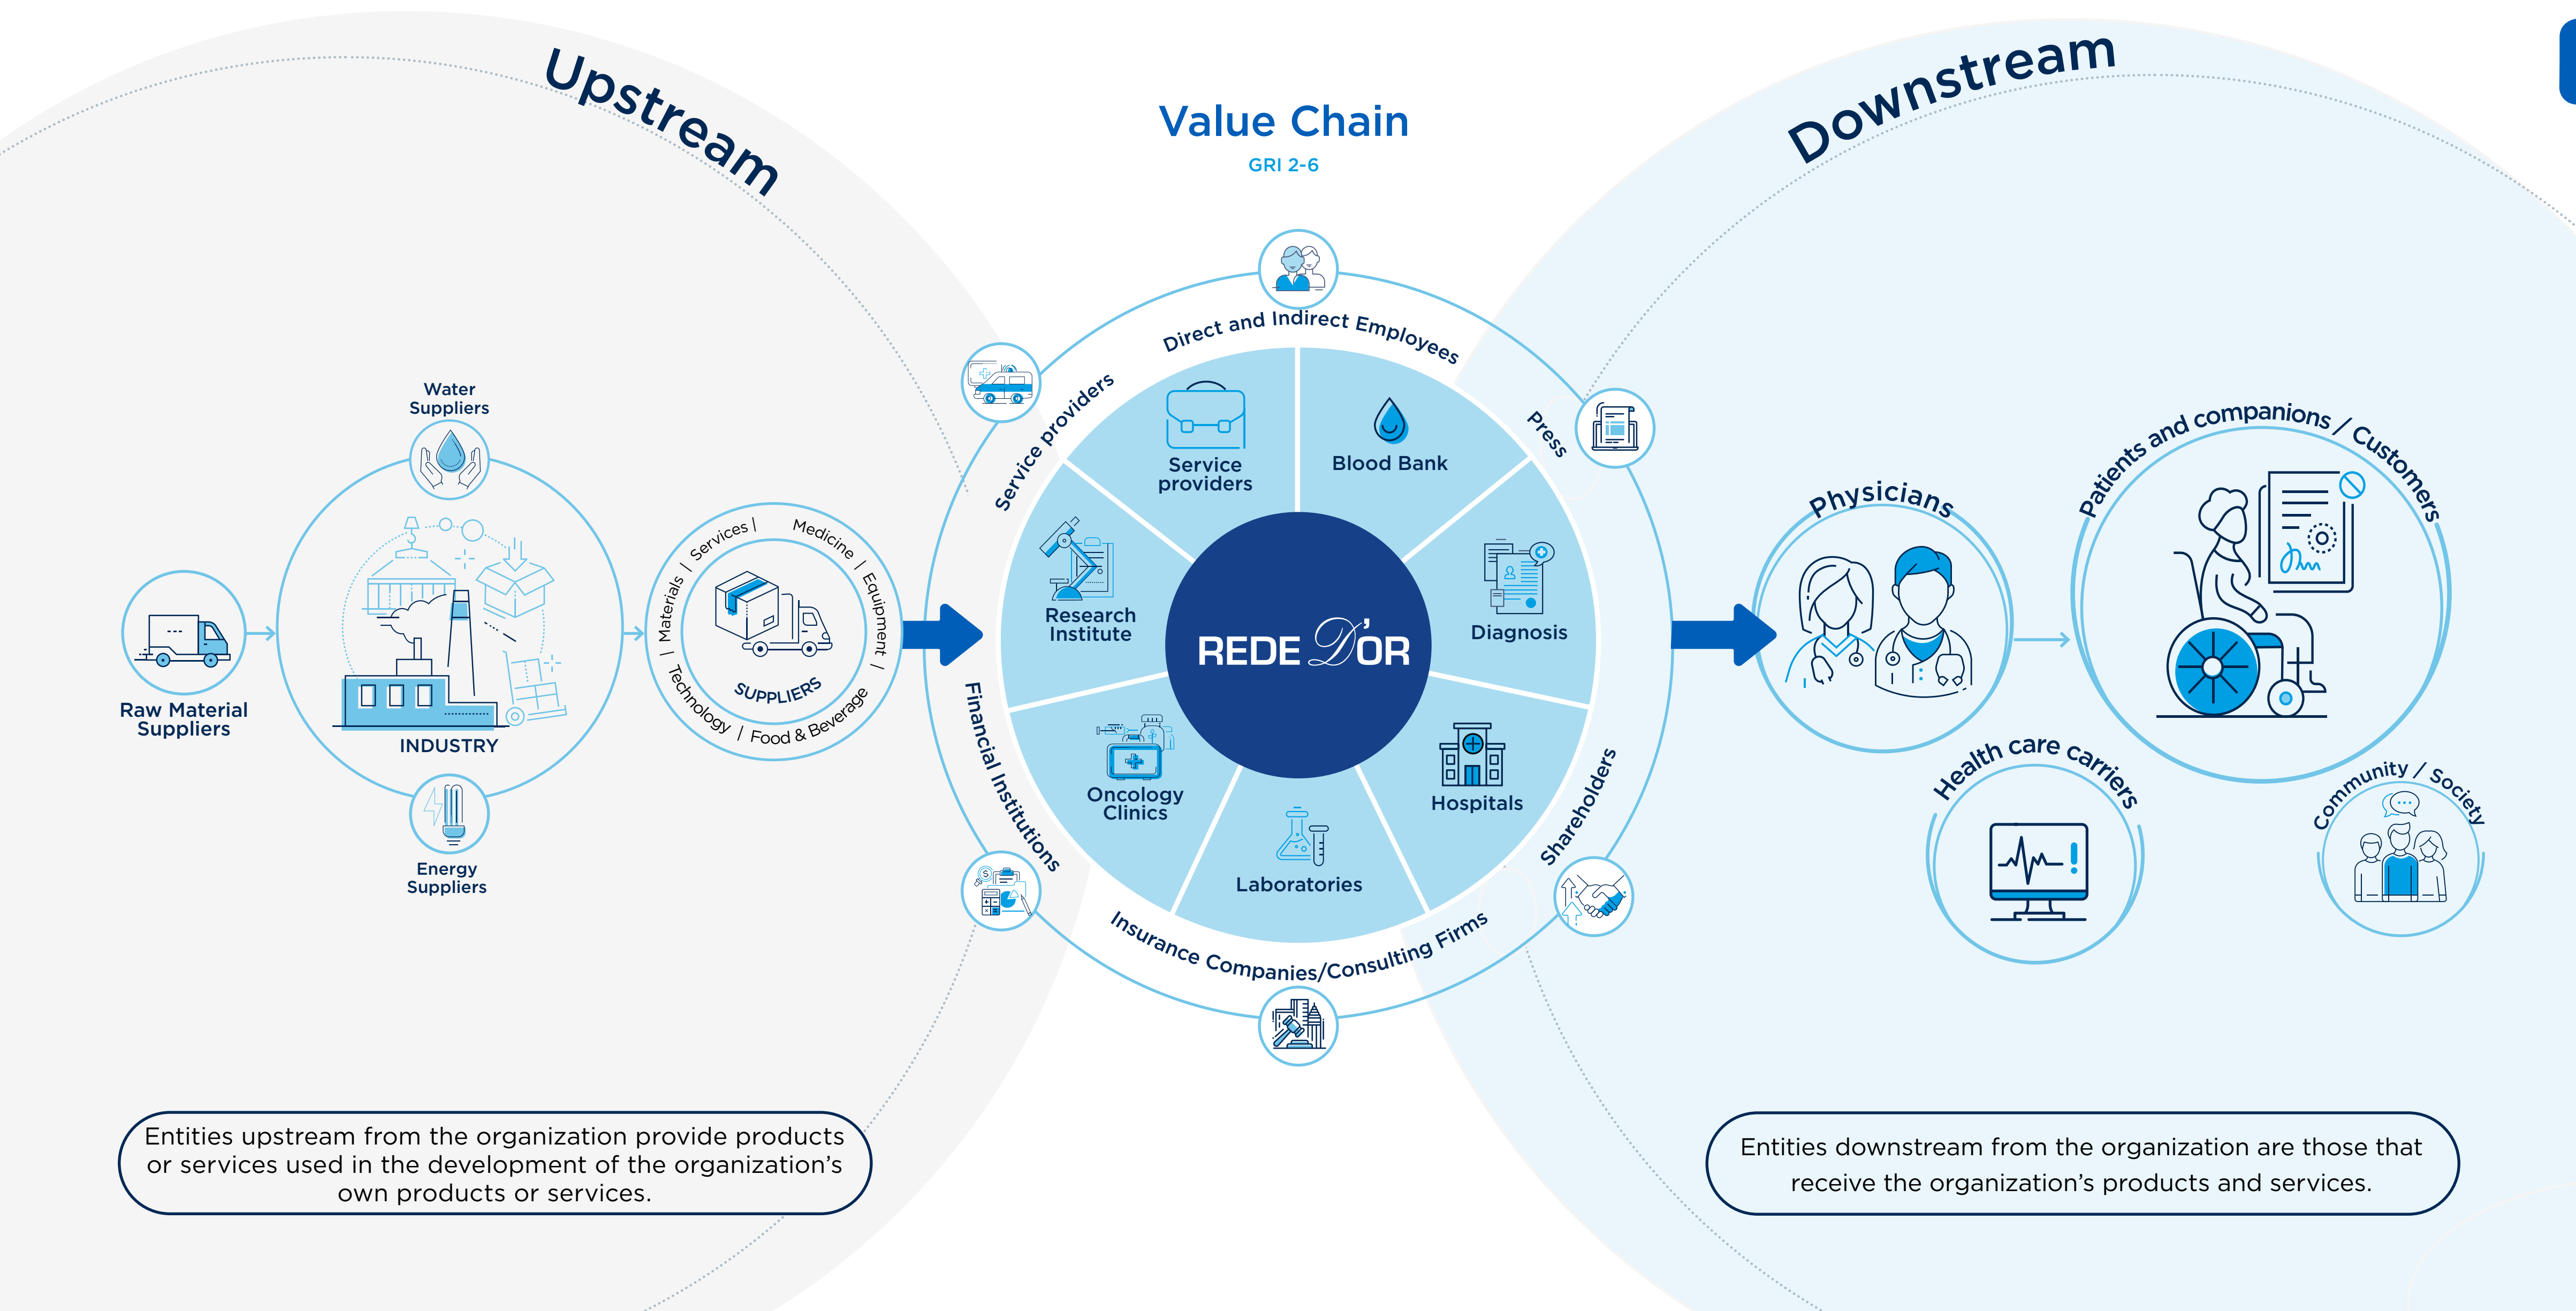 Upstream
Value Chain
GRI 2-6
Downstream
Water
Suppliers
Raw Material
Suppliers
INDUSTRY
Energy
Suppliers
Materials | Services | Medicine | Equipment |
Technology | Food & Beverage
SUPPLIERS
Direct and Indirect Employees
Service providers
Press
Financial Institutions
Shareholders
Insurance Companies/Consulting Firms
Service
providers
Blood Bank
Research
Institute
Diagnosis
REDE D'OR
Oncology
Clinics
Hospitals
Laboratories
Physicians
Patients and companions / Customers
Health care carriers
Community / Society
Entities upstream from the organization provide products
or services used in the development of the organization’s
own products or services.
Entities downstream from the organization are those that
receive the organization’s products and services.